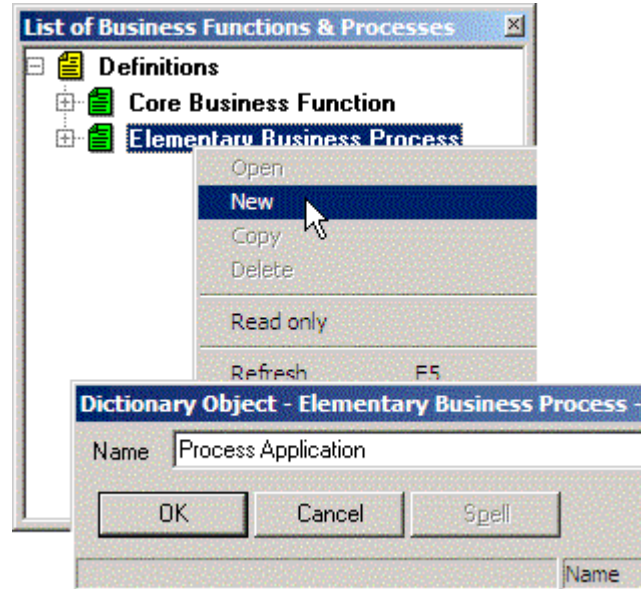 List of Business Functions & Processes
Definitions
Core Business Function
Elementary Business Process
Open
New
Copy
Delete
Read only
Refresh F5
Dictionary Object - Elementary Business Process -
Name Process Application
OK Cancel Spell
Name